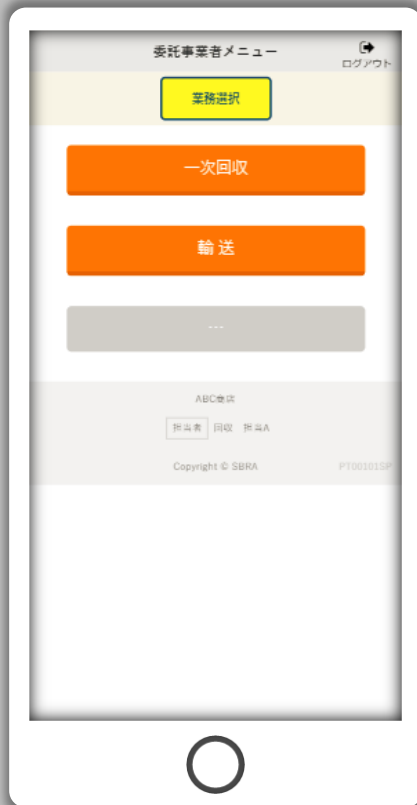 委託事業者メニュー
ログアウト
業務選択
一次回収
輸 送
---
ABC商店
担当者 回収 担当A
Copyright © SBRA
PT00101SP